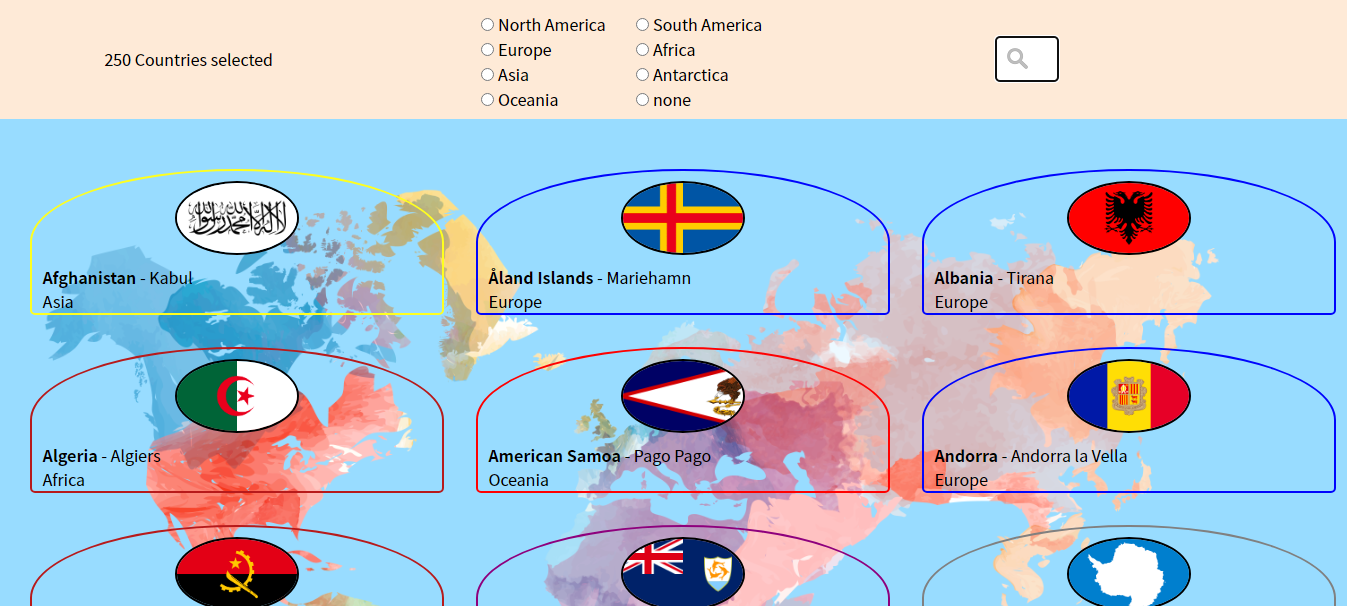 250 Countries selected
North America
South America
Europe
Africa
Asia
Antarctica
Oceania
none
Afghanistan - Kabul
Asia
Åland Islands - Mariehamn
Europe
Albania - Tirana
Europe
Algeria - Algiers
Africa
American Samoa - Pago Pago
Oceania
Andorra - Andorra la Vella
Europe